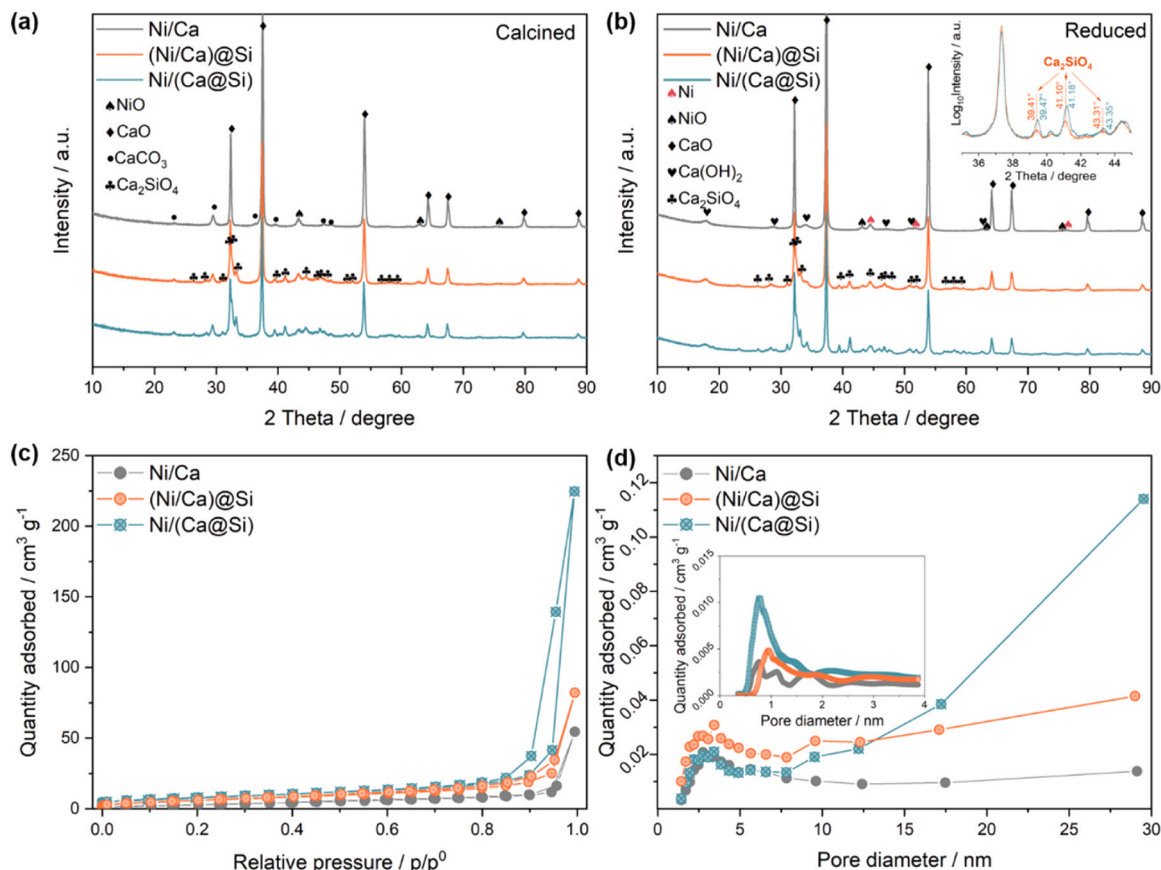 (a)
Ni/Ca
Calcined
(Ni/Ca)@Si
Ni/(Ca@Si)
♠ NiO
♦ CaO
● CaCO₃
♣ Ca₂SiO₄
Intensity / a.u.
10 20 30 40 50 60 70 80 90
2 Theta / degree
(b)
Ni/Ca
Reduced
(Ni/Ca)@Si
Ni/(Ca@Si)
♠ Ni
♠ NiO
♦ CaO
♥ Ca(OH)₂
♣ Ca₂SiO₄
Intensity / a.u.
Log₁₀Intensity / a.u.
Ca₂SiO₄
39.41°
39.47°
41.10°
41.18°
43.31°
43.35°
36 38 40 42 44
2 Theta / degree
10 20 30 40 50 60 70 80 90
2 Theta / degree
(c)
Ni/Ca
(Ni/Ca)@Si
Ni/(Ca@Si)
Quantity adsorbed / cm³ g⁻¹
250
200
150
100
50
0
0.0 0.2 0.4 0.6 0.8 1.0
Relative pressure / p/p⁰
(d)
Ni/Ca
(Ni/Ca)@Si
Ni/(Ca@Si)
Quantity adsorbed / cm³ g⁻¹
0.12
0.10
0.08
0.06
0.04
0.02
Quantity adsorbed / cm³ g⁻¹
0.015
0.010
0.005
0.000
0 1 2 3 4
Pore diameter / nm
0 5 10 15 20 25 30
Pore diameter / nm